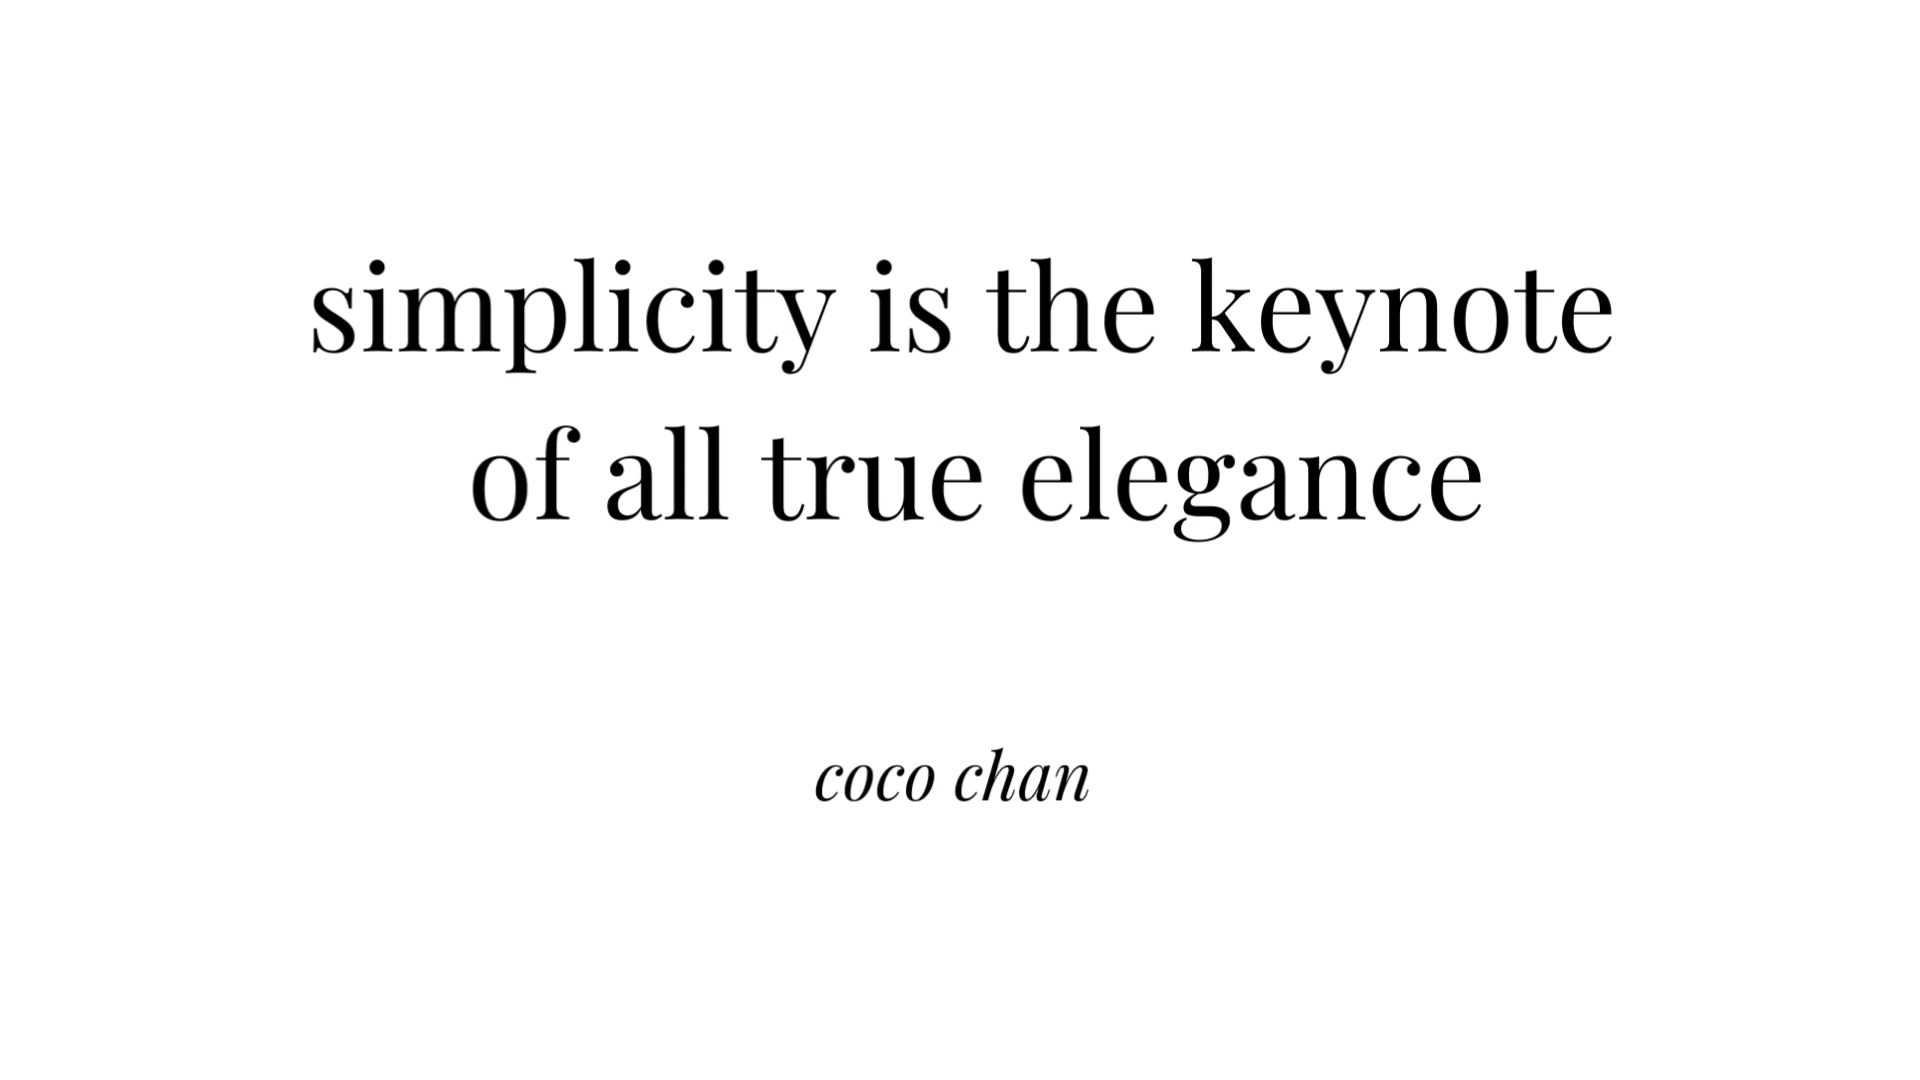 simplicity is the keynote
of all true elegance
coco chan